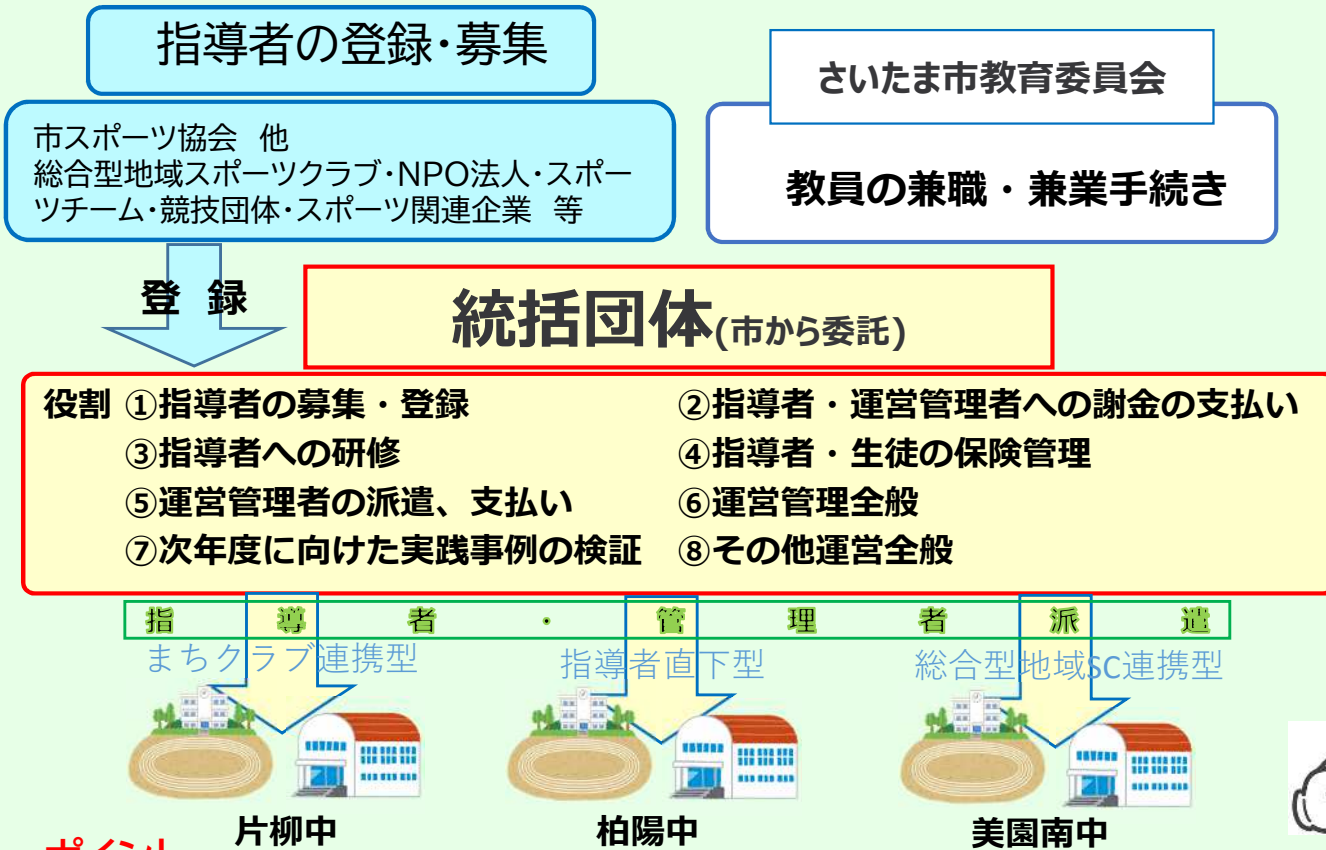 指導者の登録・募集
さいたま市教育委員会
市スポーツ協会 他
総合型地域スポーツクラブ・NPO法人・スポー
ツチーム・競技団体・スポーツ関連企業 等
教員の兼職・兼業手続き
登 録
統括団体(市から委託)
役割 ①指導者の募集・登録 ②指導者・運営管理者への謝金の支払い
③指導者への研修 ④指導者・生徒の保険管理
⑤運営管理者の派遣、支払い ⑥運営管理全般
⑦次年度に向けた実践事例の検証 ⑧その他運営全般
指導者・管理者派遣
まちクラブ連携型 指導者直下型 総合型地域SC連携型
片柳中 柏陽中 美園南中
ポイント